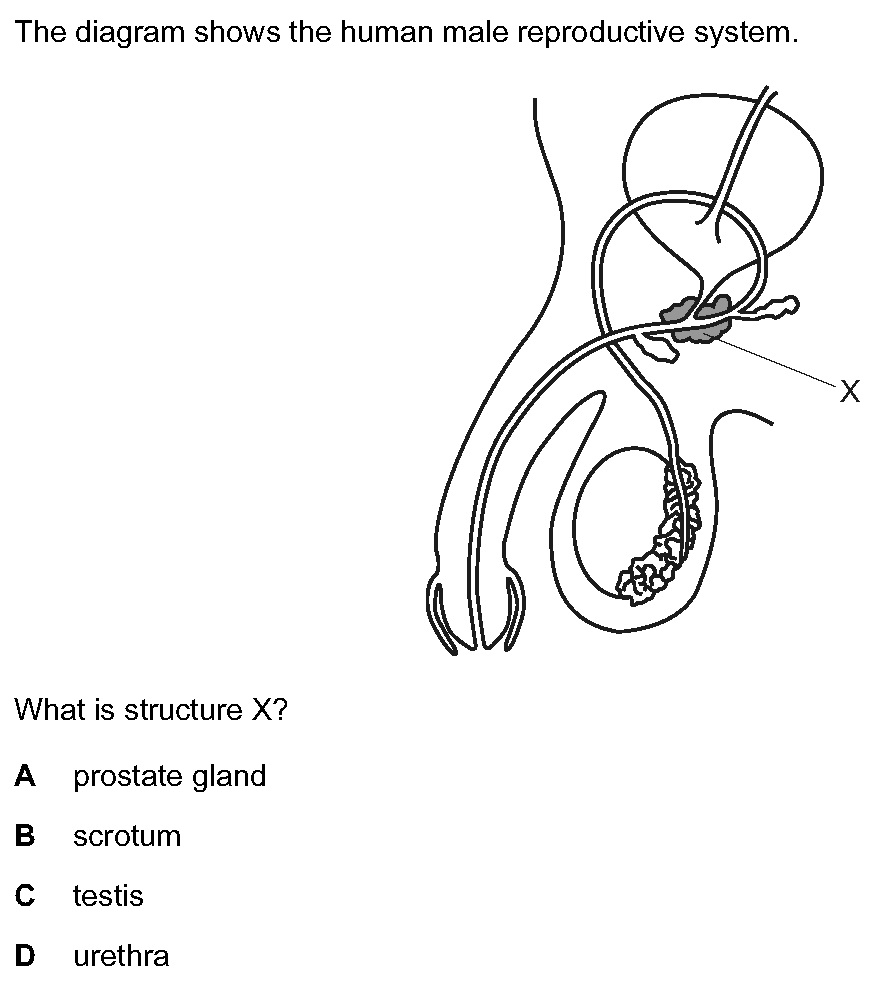 The diagram shows the human male reproductive system.
X
What is structure X?
A prostate gland
B scrotum
C testis
D urethra